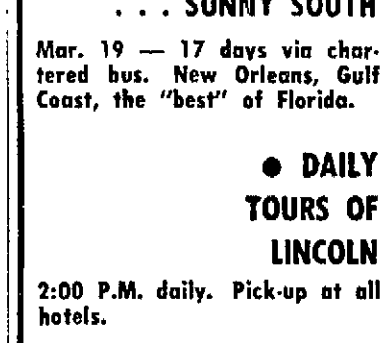 . . . SUNNY SOUTH
Mar. 19 — 17 days via char-
tered bus. New Orleans, Gulf
Coast, the "best" of Florida.
● DAILY
TOURS OF
LINCOLN
2:00 P.M. daily. Pick-up at all
hotels.